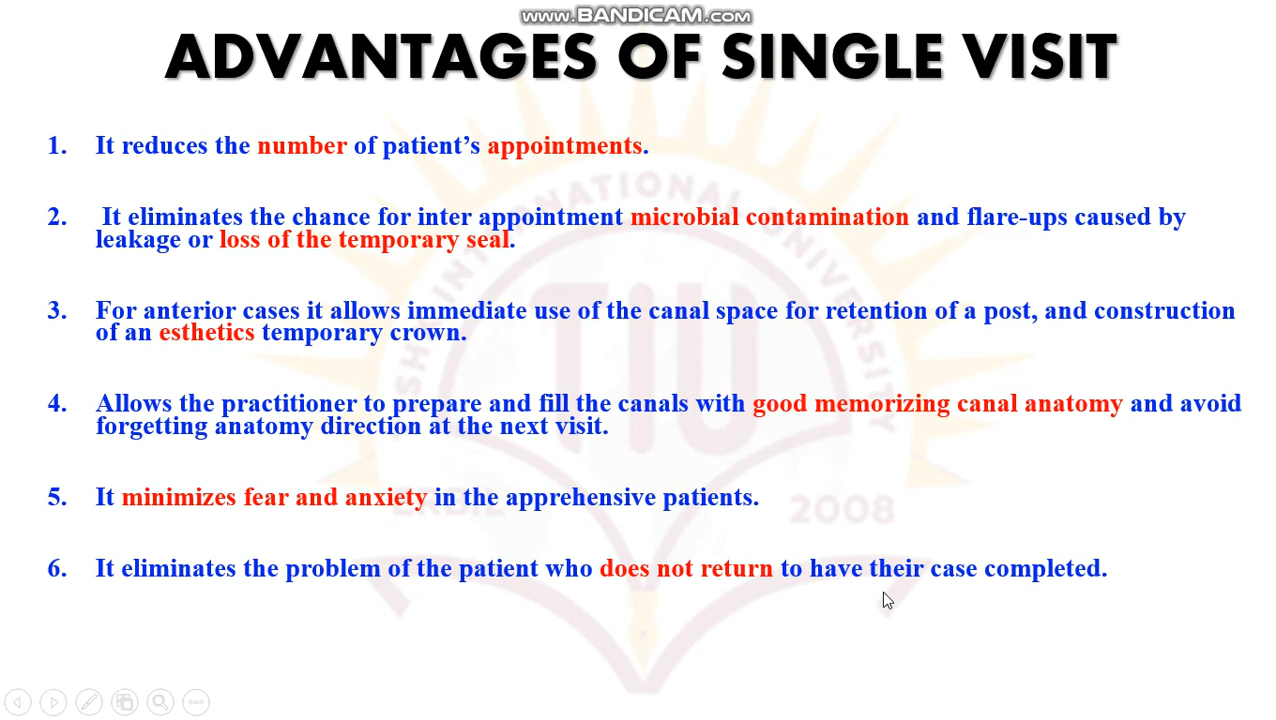 www.BANDICAM.com
ADVANTAGES OF SINGLE VISIT
1. It reduces the number of patient’s appointments.
2. It eliminates the chance for inter appointment microbial contamination and flare-ups caused by
leakage or loss of the temporary seal.
3. For anterior cases it allows immediate use of the canal space for retention of a post, and construction
of an esthetics temporary crown.
4. Allows the practitioner to prepare and fill the canals with good memorizing canal anatomy and avoid
forgetting anatomy direction at the next visit.
5. It minimizes fear and anxiety in the apprehensive patients.
6. It eliminates the problem of the patient who does not return to have their case completed.
INTERNATIONAL UNIVERSITY
TIU
ERBIL 2008